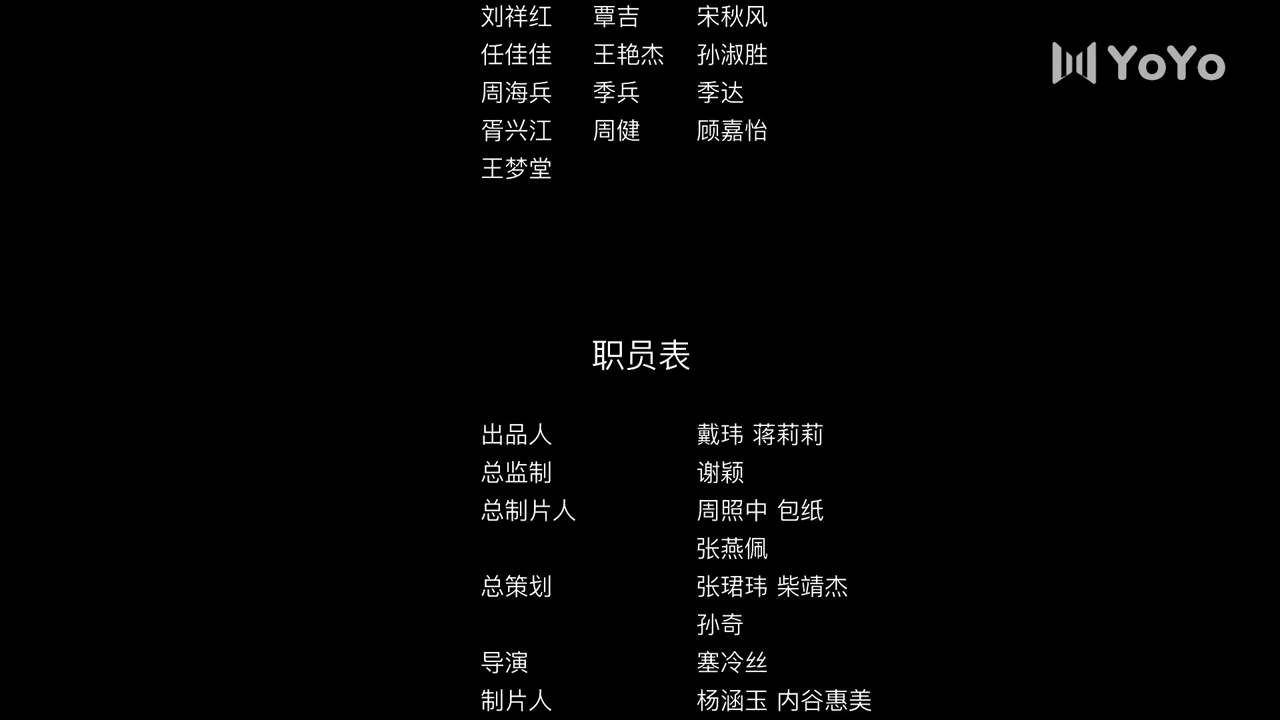 刘祥红 覃吉 宋秋风
YoYo
任佳佳 王艳杰 孙淑胜
周海兵 季兵 季达
胥兴江 周健 顾嘉怡
王梦堂
职员表
出品人 戴玮 蒋莉莉
总监制 谢颖
总制片人 周照中 包纸
张燕佩
总策划 张珺玮 柴靖杰
孙奇
导演 塞冷丝
制片人 杨涵玉 内谷惠美